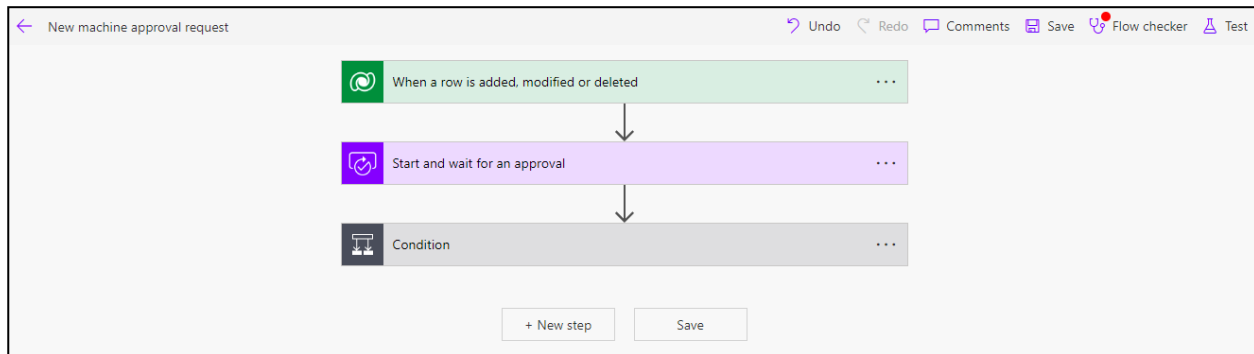 New machine approval request
Undo Redo Comments Save Flow checker Test
When a row is added, modified or deleted
Start and wait for an approval
Condition
+ New step Save